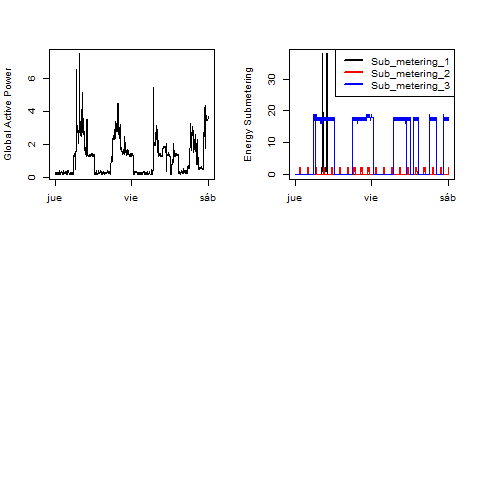 Global Active Power
6
4
2
0
jue
vie
sáb
Energy Submetering
30
20
10
0
jue
vie
sáb
Sub_metering_1
Sub_metering_2
Sub_metering_3